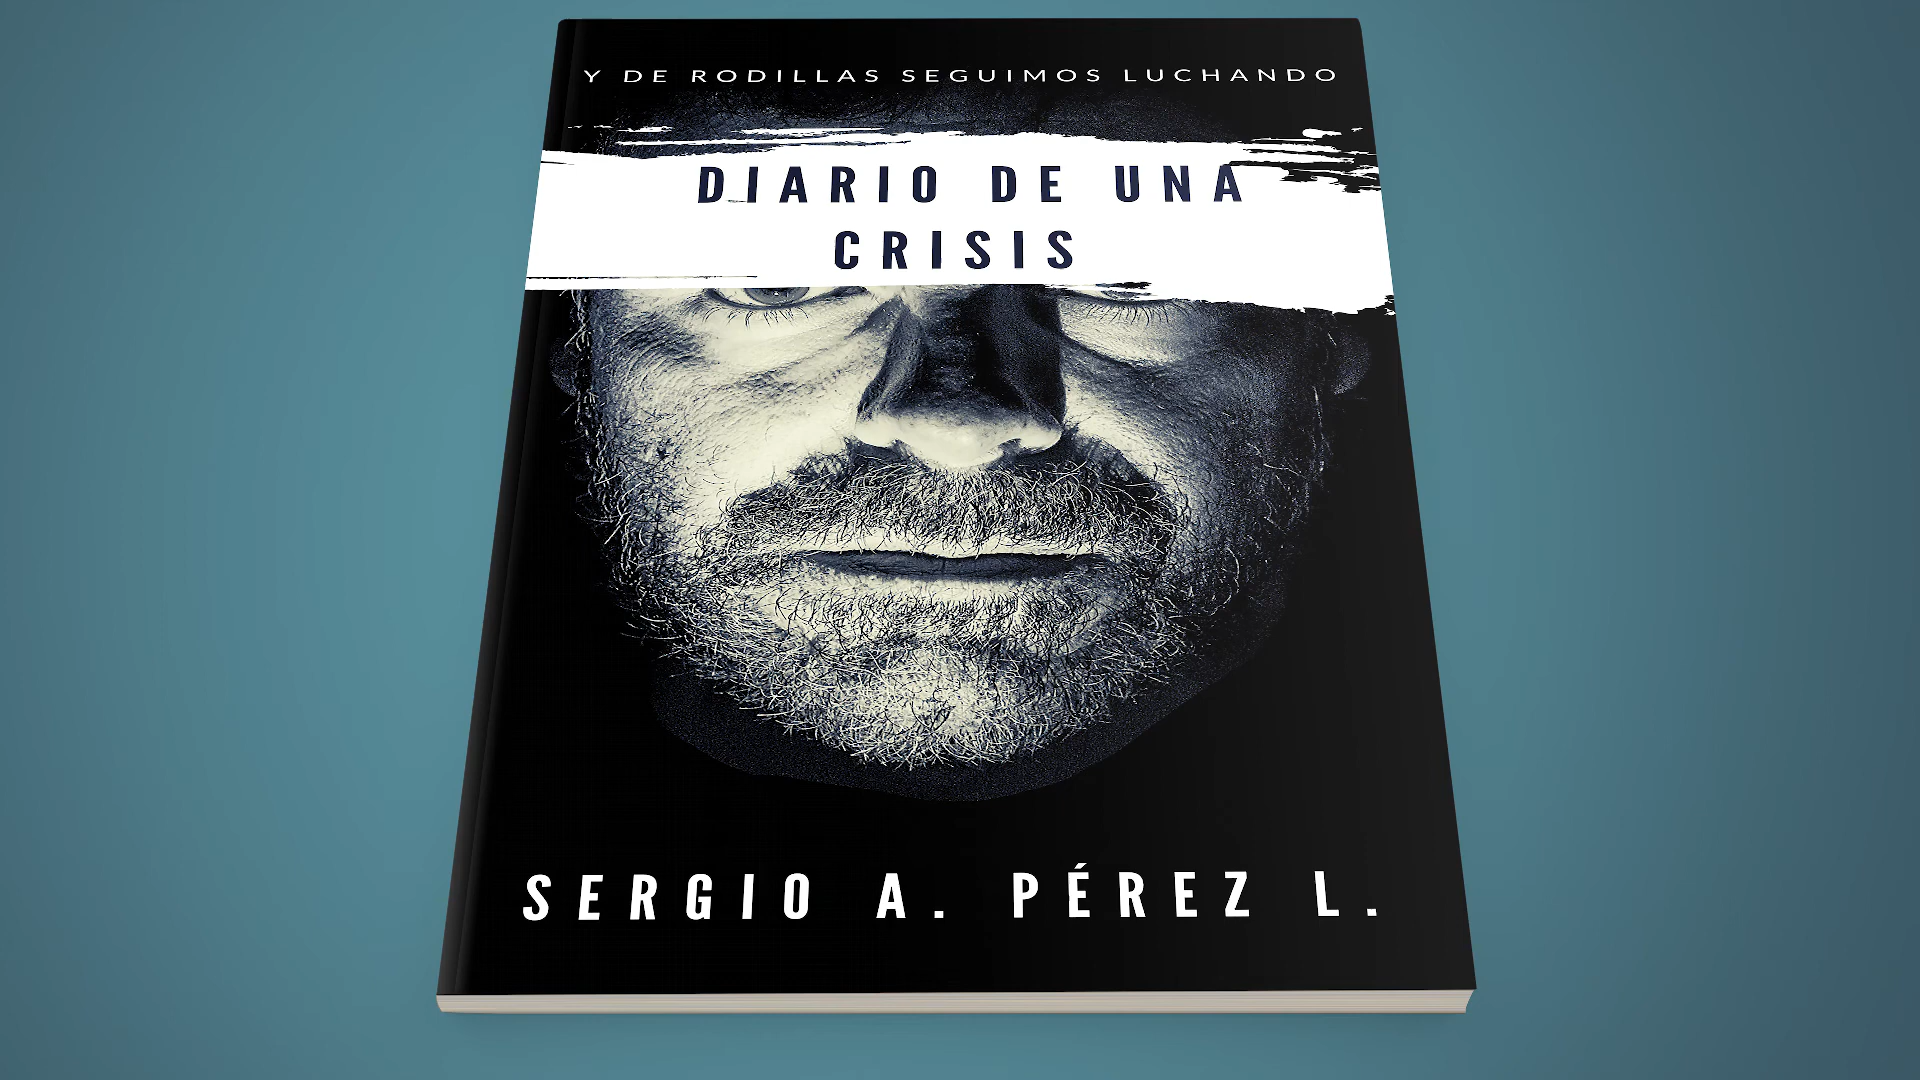 Y DE RODILLAS SEGUIMOS LUCHANDO
DIARIO DE UNA
CRISIS
SERGIO A. PÉREZ L.